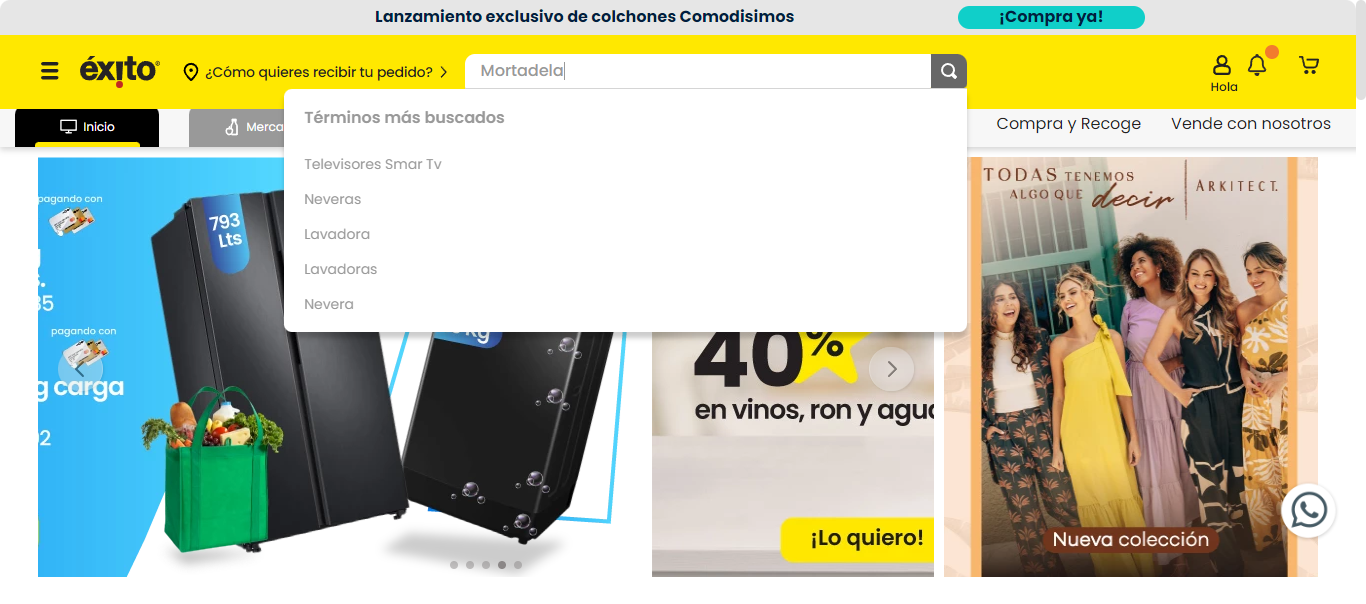 Lanzamiento exclusivo de colchones Comodisimos
¡Compra ya!
éxito
¿Cómo quieres recibir tu pedido?
Mortadela
Hola
Inicio
Merca
Compra y Recoge
Vende con nosotros
Términos más buscados
Televisores Smar Tv
Neveras
Lavadora
Lavadoras
Nevera
pagando con
793
Lts
35
pagando con
g carga
02
kg
40%
en vinos, ron y agua
¡Lo quiero!
TODAS TENEMOS
ALGO QUE decir
ARKITECT.
Nueva colección